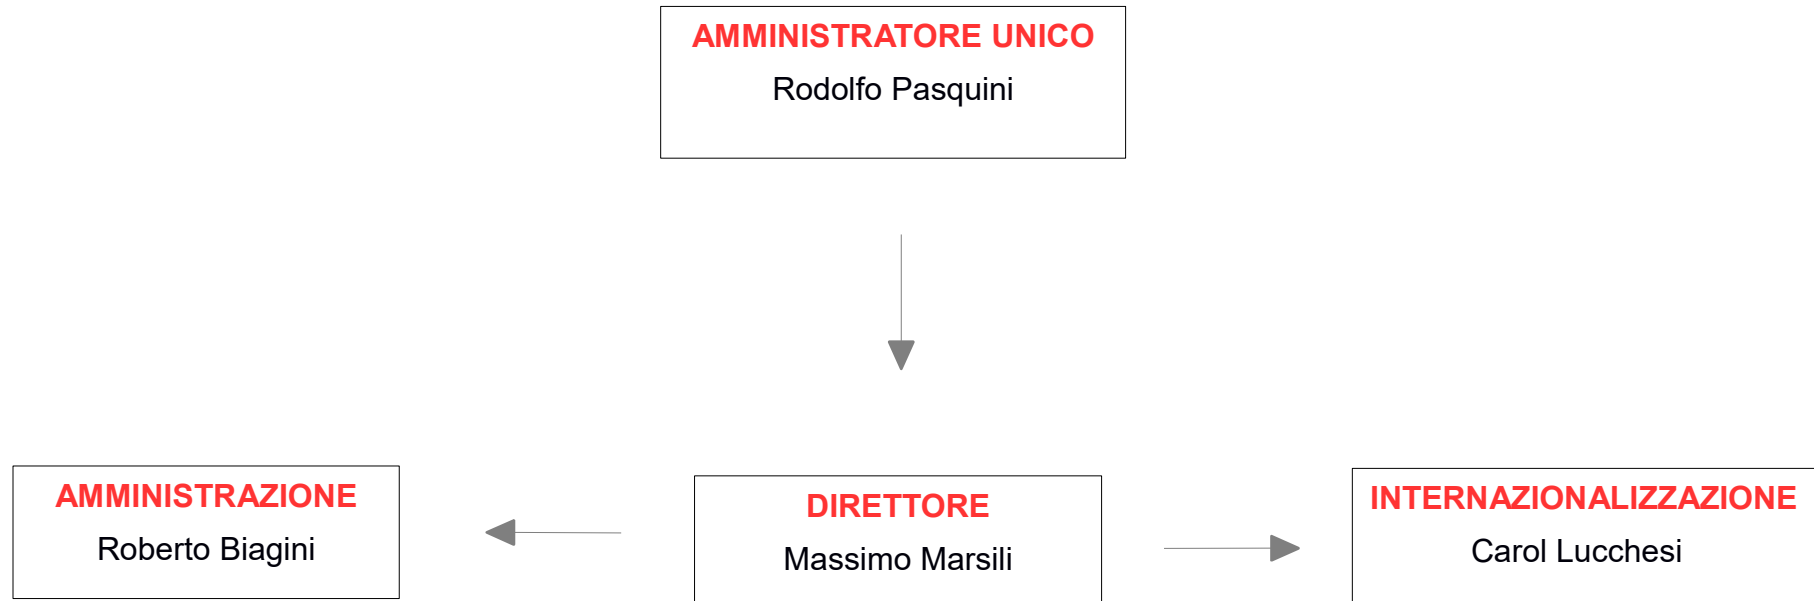 AMMINISTRATORE UNICO
Rodolfo Pasquini
AMMINISTRAZIONE
Roberto Biagini
DIRETTORE
Massimo Marsili
INTERNAZIONALIZZAZIONE
Carol Lucchesi